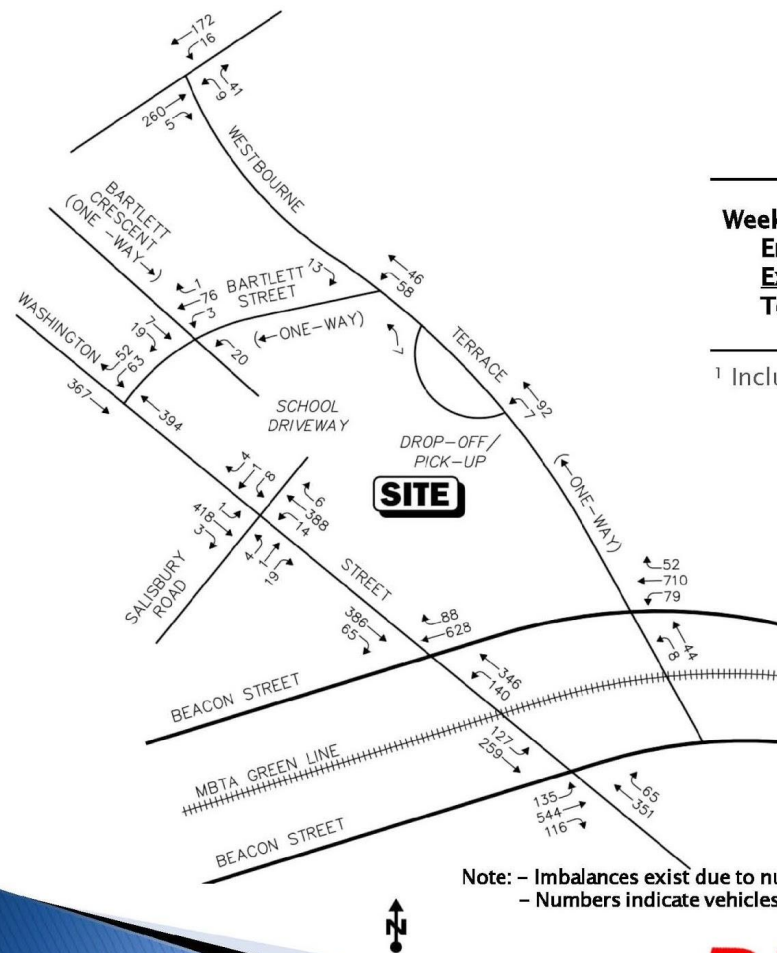 172
16
41
9
260
5
WESTBOURNE
BARTLETT
CRESCENT
(ONE -WAY→)
BARTLETT
STREET
13
46
58
1
76
3
WASHINGTON
7
19
52
63
20
(←ONE-WAY)
7
TERRACE
367
394
SCHOOL
DRIVEWAY
92
7
DROP-OFF/
PICK-UP
(←ONE-WAY)
SITE
4
1
8
6
388
14
418
1
3
4
1
19
SALISBURY
ROAD
STREET
52
710
79
386
65
88
628
44
8
346
140
BEACON STREET
127
259
MBTA GREEN LINE
65
351
135
544
116
BEACON STREET
Week
En
Ex
To
1 Inclu
Note: – Imbalances exist due to nu
– Numbers indicate vehicles
N